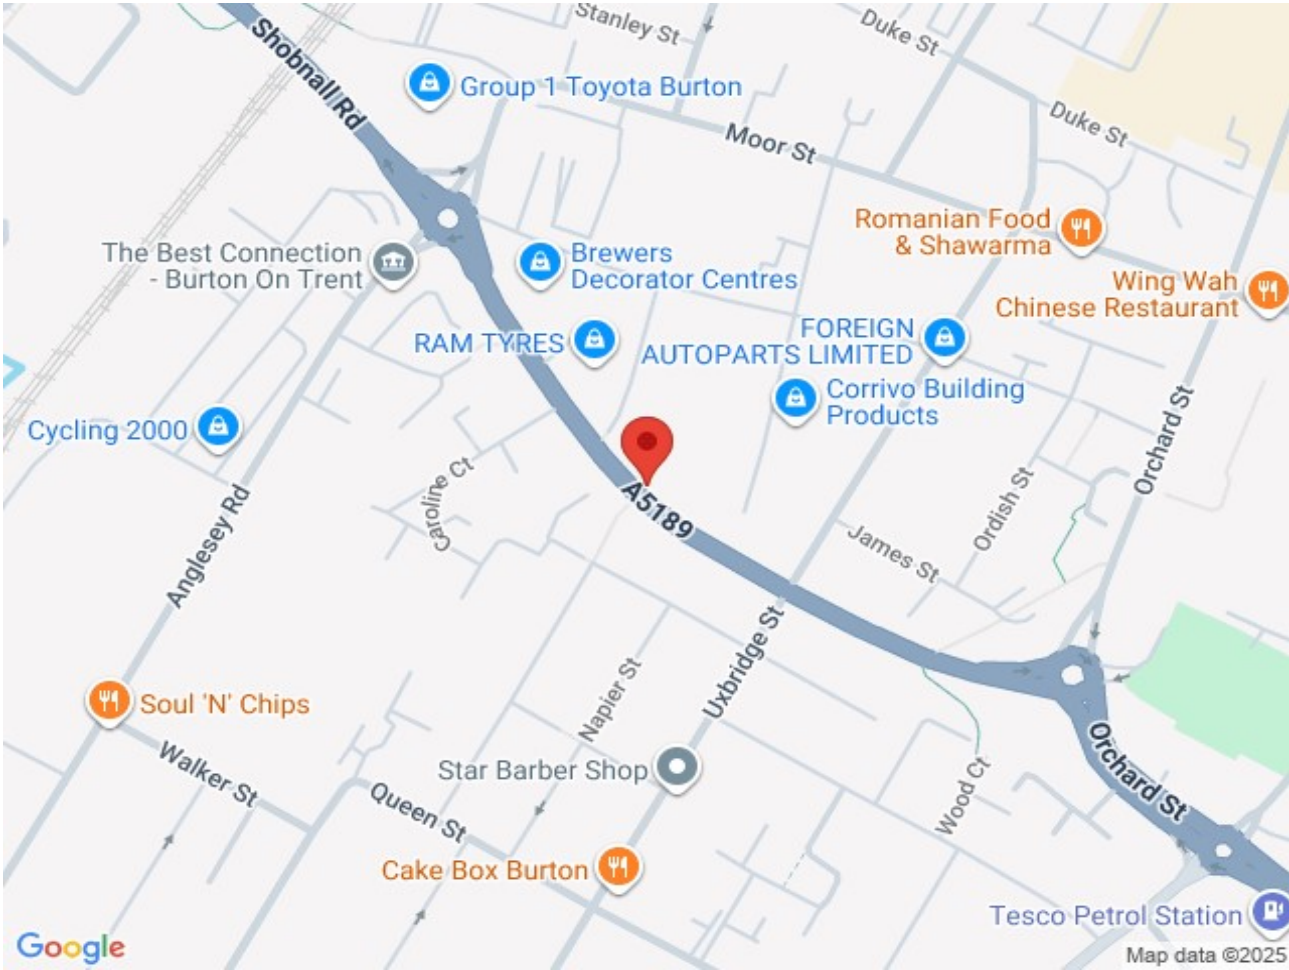 Stanley St
Duke St
Shobnall Rd
Group 1 Toyota Burton
Duke St
Moor St
Romanian Food
& Shawarma
The Best Connection
- Burton On Trent
Brewers
Decorator Centres
Wing Wah
Chinese Restaurant
RAM TYRES
FOREIGN
AUTOPARTS LIMITED
Corrivo Building
Products
Cycling 2000
Orchard St
Caroline Ct
A5189
Ordish St
Anglesey Rd
James St
Uxbridge St
Napier St
Soul 'N' Chips
Walker St
Star Barber Shop
Orchard St
Wood Ct
Queen St
Cake Box Burton
Tesco Petrol Station
Google
Map data ©2025